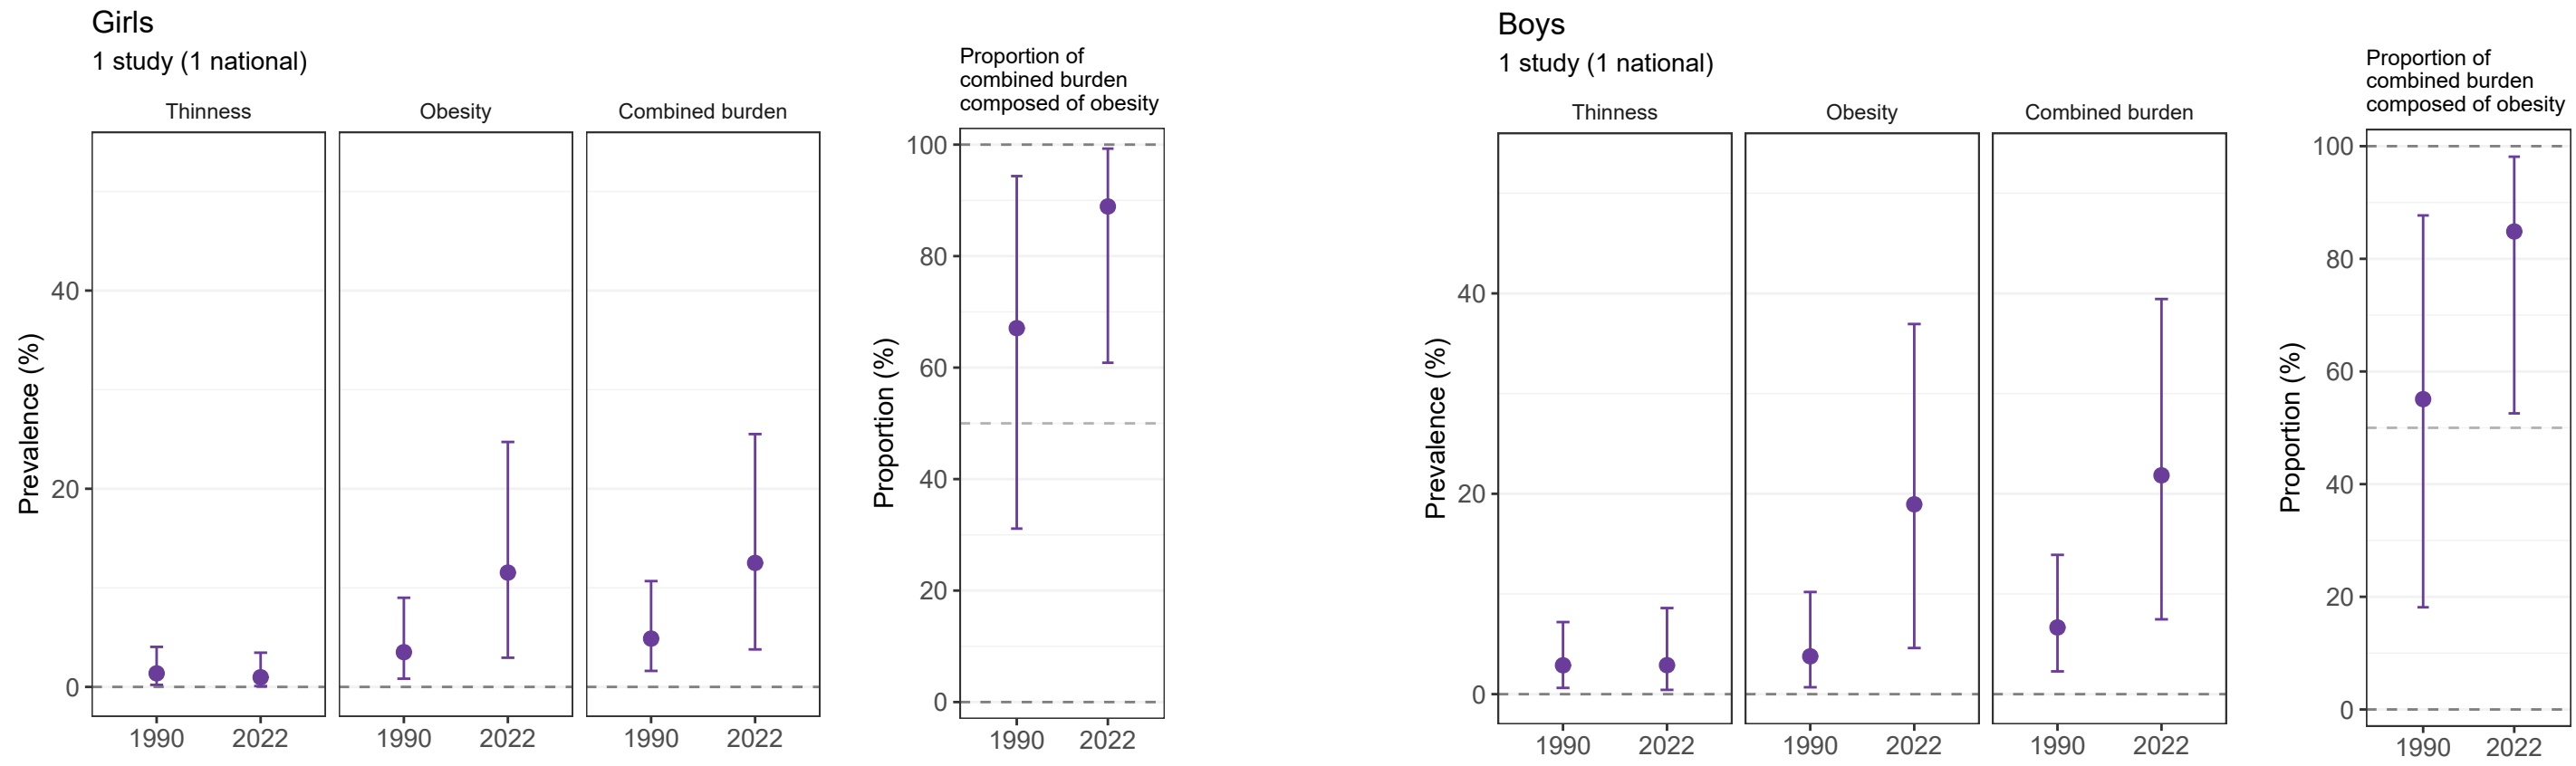 Girls
1 study (1 national)
Thinness
Obesity
Combined burden
Prevalence (%)
40
20
0
1990
2022
1990
2022
1990
2022
Proportion of
combined burden
composed of obesity
Proportion (%)
100
80
60
40
20
0
1990
2022
Boys
1 study (1 national)
Thinness
Obesity
Combined burden
Prevalence (%)
40
20
0
1990
2022
1990
2022
1990
2022
Proportion of
combined burden
composed of obesity
Proportion (%)
100
80
60
40
20
0
1990
2022